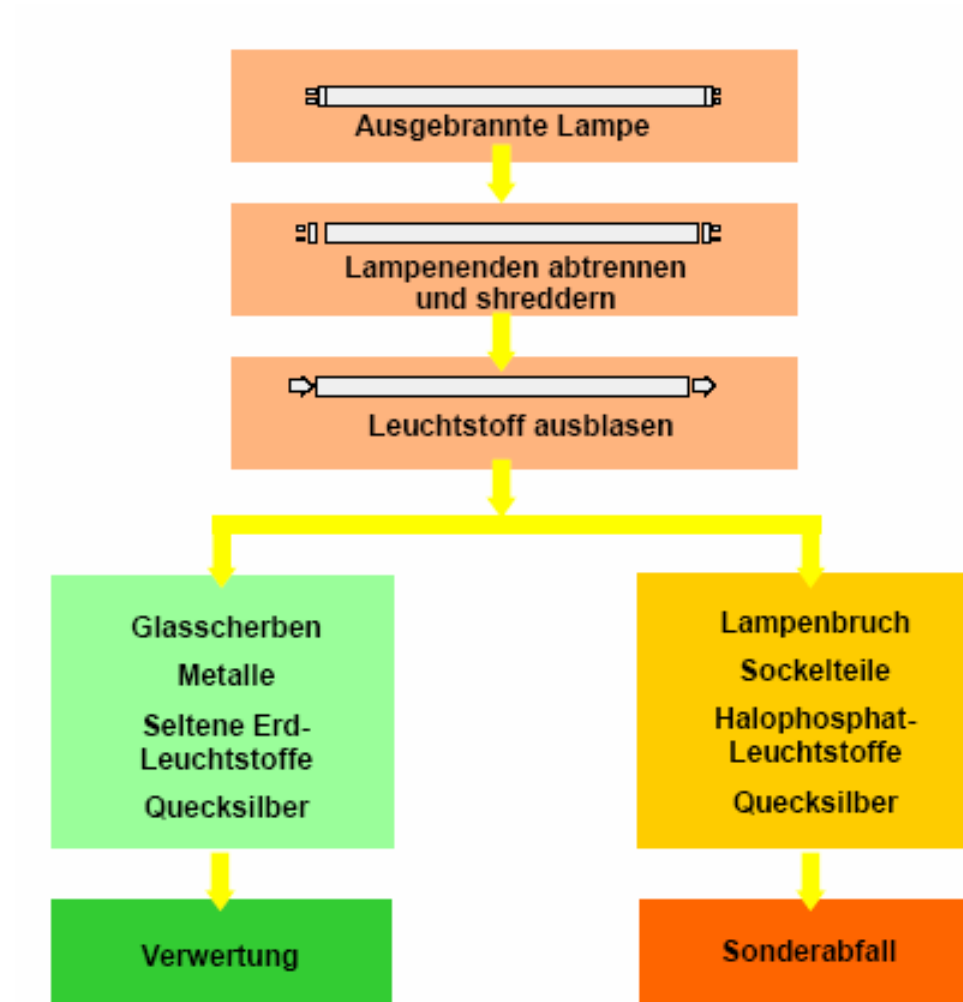 Ausgebrannte Lampe
Lampenenden abtrennen
und shreddern
Leuchtstoff ausblasen
Glasscherben
Metalle
Seltene Erd-
Leuchtstoffe
Quecksilber
Lampenbruch
Sockelteile
Halophosphat-
Leuchtstoffe
Quecksilber
Verwertung
Sonderabfall